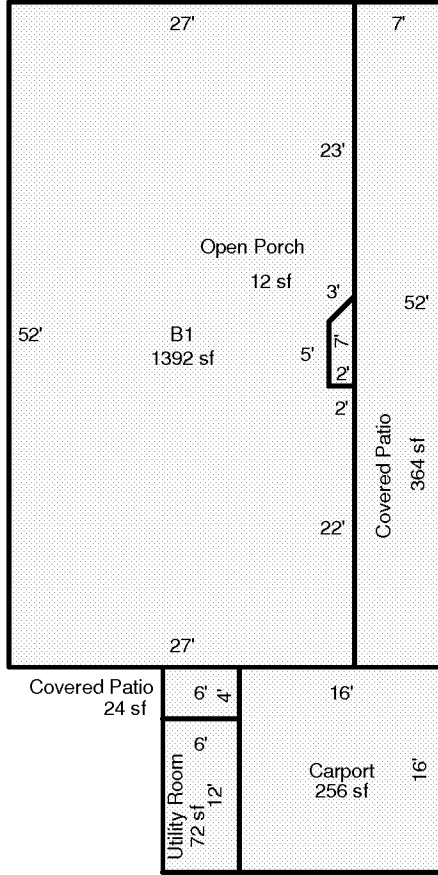 27'
7'
23'
Open Porch
12 sf
3'
52'
52'
B1
1392 sf
5'
7'
2'
2'
Covered Patio
364 sf
22'
27'
Covered Patio
24 sf
6'
4'
16'
6'
Utility Room
72 sf
12'
Carport
256 sf
16'